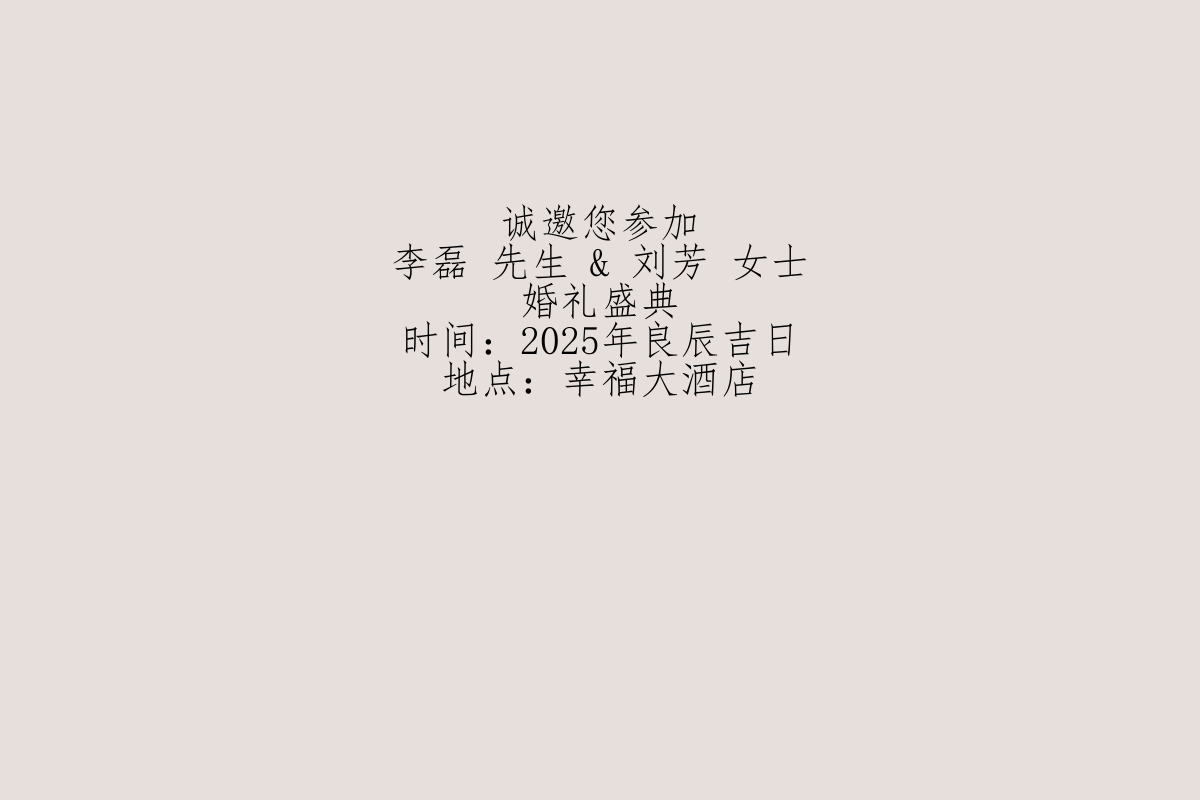 诚邀您参加
李磊 先生 & 刘芳 女士
婚礼盛典
时间：2025年良辰吉日
地点：幸福大酒店